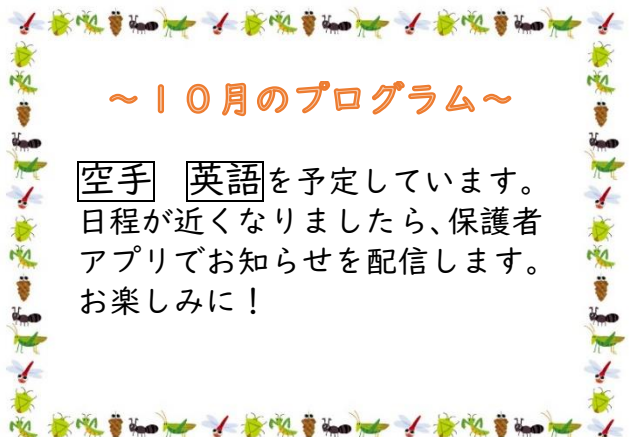 ～１０月のプログラム～
空手　英語を予定しています。
日程が近くなりましたら、保護者
アプリでお知らせを配信します。
お楽しみに！